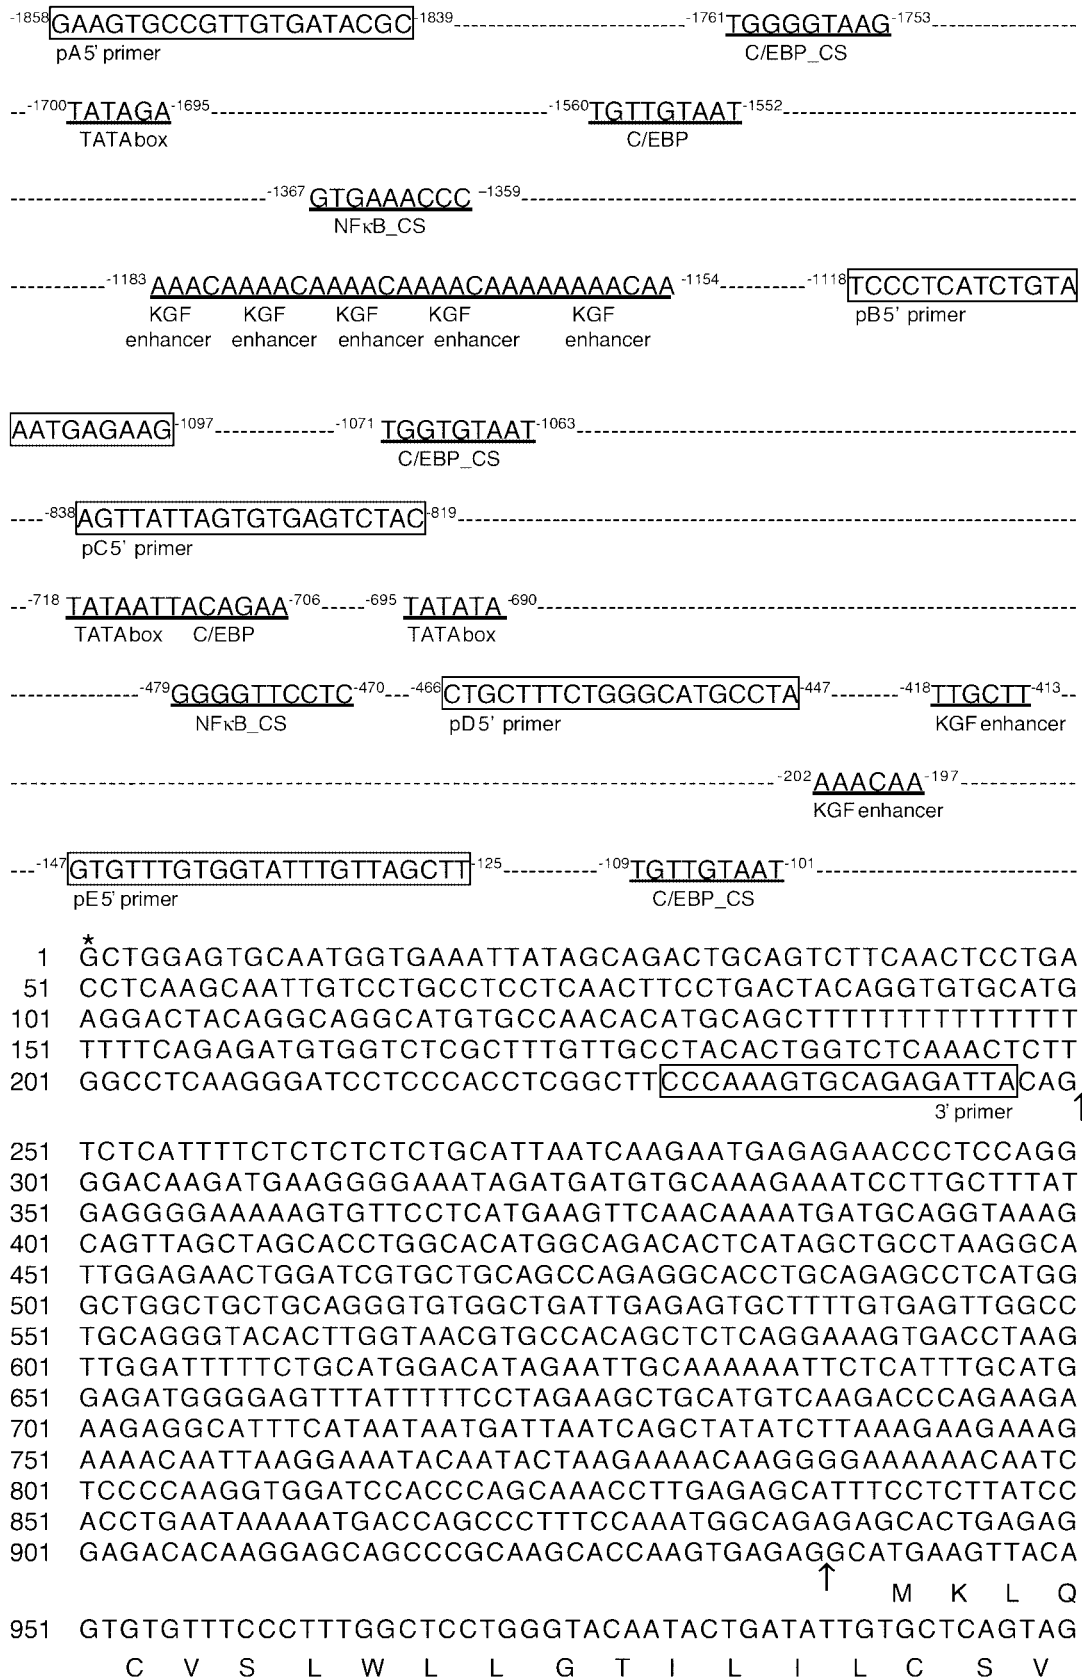 -1858 GAAGTGCCGTTGTGATACGC -1839 -1761 TGGGGTAAG -1753
pA 5' primer C/EBP_CS
-1700 TATAGA -1695 -1560 TGTTGTAAT -1552
TATA box C/EBP
-1367 GTGAAACCC -1359
NFκB_CS
-1183 AAACAAAACAAAACAAAACAAAAAAAACAA -1154 -1118 TCCCTCATCTGTA
KGF KGF KGF KGF KGF pB 5' primer
enhancer enhancer enhancer enhancer enhancer
AATGAGAAG -1097 -1071 TGGTGTAAT -1063
C/EBP_CS
-838 AGTTATTAGTGTGAGTCTAC -819
pC 5' primer
-718 TATAATTACAGAA -706 -695 TATATA -690
TATA box C/EBP TATA box
-479 GGGGTTCCTC -470 -466 CTGCTTTCTGGGCATGCCTA -447 -418 TTGCTT -413
NFκB_CS pD 5' primer KGF enhancer
-202 AAACAA -197
KGF enhancer
-147 GTGTTTGTGGTATTTGTTAGCTT -125 -109 TGTTGTAAT -101
pE 5' primer C/EBP_CS
*
1 GCTGGAGTGCAATGGTGAAATTATAGCAGACTGCAGTCTTCAACTCCTGA
51 CCTCAAGCAATTGTCCTGCCTCCTCAACTTCCTGACTACAGGTGTGCATG
101 AGGACTACAGGCAGGCATGTGCCAACACATGCAGCTTTTTTTTTTTTTTT
151 TTTTCAGAGATGTGGTCTCGCTTTGTTGCCTACACTGGTCTCAAACTCTT
201 GGCCTCAAGGGATCCTCCCACCTCGGCTTCCCAAAGTGCAGAGATTACAG
3' primer ↑
251 TCTCATTTTCTCTCTCTCTGCATTAATCAAGAATGAGAGAACCCTCCAGG
301 GGACAAGATGAAGGGGAAATAGATGATGTGCAAAGAAATCCTTGCTTTAT
351 GAGGGGAAAAAGTGTTCCTCATGAAGTTCAACAAAATGATGCAGGTAAAG
401 CAGTTAGCTAGCACCTGGCACATGGCAGACACTCATAGCTGCCTAAGGCA
451 TTGGAGAACTGGATCGTGCTGCAGCCAGAGGCACCTGCAGAGCCTCATGG
501 GCTGGCTGCTGCAGGGTGTGGCTGATTGAGAGTGCTTTTGTGAGTTGGCC
551 TGCAGGGTACACTTGGTAACGTGCCACAGCTCTCAGGAAAGTGACCTAAG
601 TTGGATTTTTCTGCATGGACATAGAATTGCAAAAAATTCTCATTTGCATG
651 GAGATGGGGAGTTTATTTTTCCTAGAAGCTGCATGTCAAGACCCAGAAGA
701 AAGAGGCATTTCATAATAATGATTAATCAGCTATATCTTAAAGAAGAAAG
751 AAAACAATTAAGGAAATACAATACTAAGAAAACAAGGGGAAAAAACAATC
801 TCCCCAAGGTGGATCCACCCAGCAAACCTTGAGAGCATTTCCTCTTATCC
851 ACCTGAATAAAAATGACCAGCCCTTTCCAAATGGCAGAGAGCACTGAGAG
901 GAGACACAAGGAGCAGCCCGCAAGCACCAAGTGAGAGGCATGAAGTTACA
↑ M K L Q
951 GTGTGTTTCCCTTTGGCTCCTGGGTACAATACTGATATTGTGCTCAGTAG
C V S L W L L G T I L I L C S V